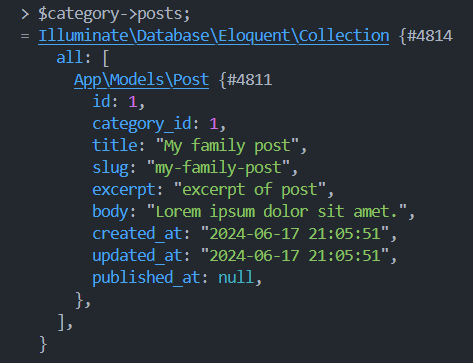 > $category->posts;
= Illuminate\Database\Eloquent\Collection {#4814
all: [
App\Models\Post {#4811
id: 1,
category_id: 1,
title: "My family post",
slug: "my-family-post",
excerpt: "excerpt of post",
body: "Lorem ipsum dolor sit amet.",
created_at: "2024-06-17 21:05:51",
updated_at: "2024-06-17 21:05:51",
published_at: null,
},
],
}